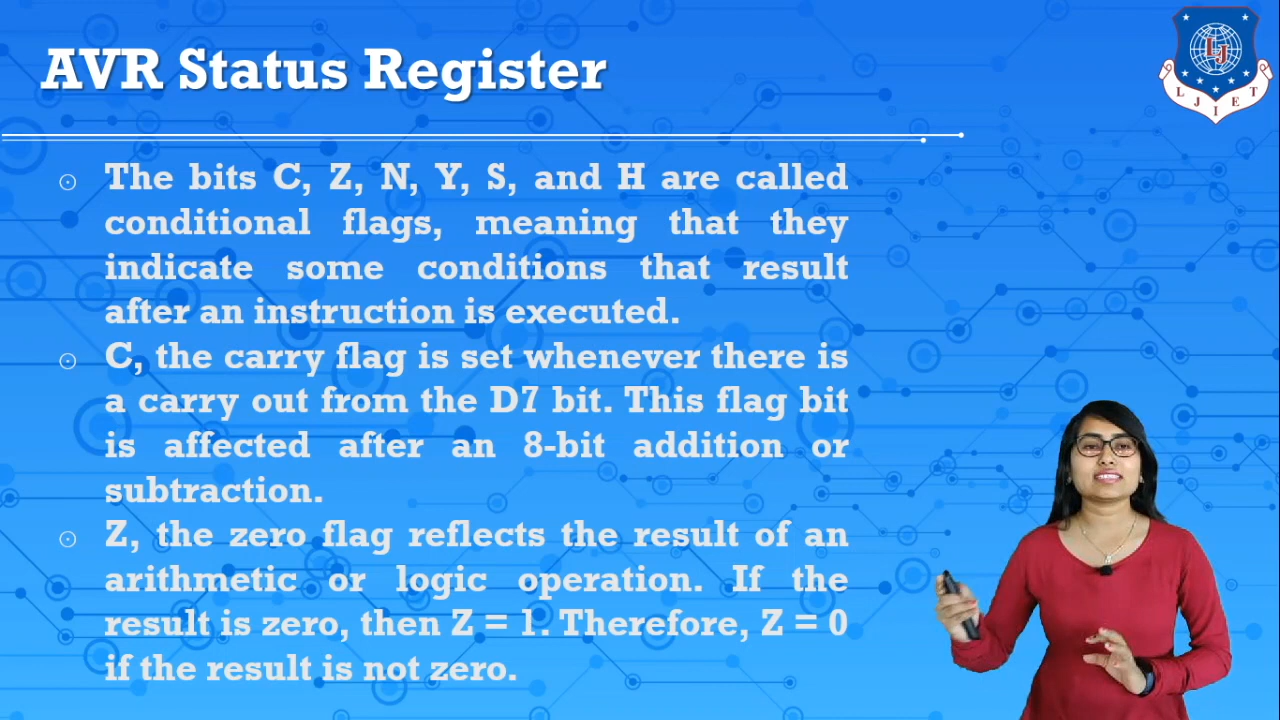 AVR Status Register
LJ
L J I E T
The bits C, Z, N, Y, S, and H are called
conditional flags, meaning that they
indicate some conditions that result
after an instruction is executed.
C, the carry flag is set whenever there is
a carry out from the D7 bit. This flag bit
is affected after an 8-bit addition or
subtraction.
Z, the zero flag reflects the result of an
arithmetic or logic operation. If the
result is zero, then Z = 1. Therefore, Z = 0
if the result is not zero.